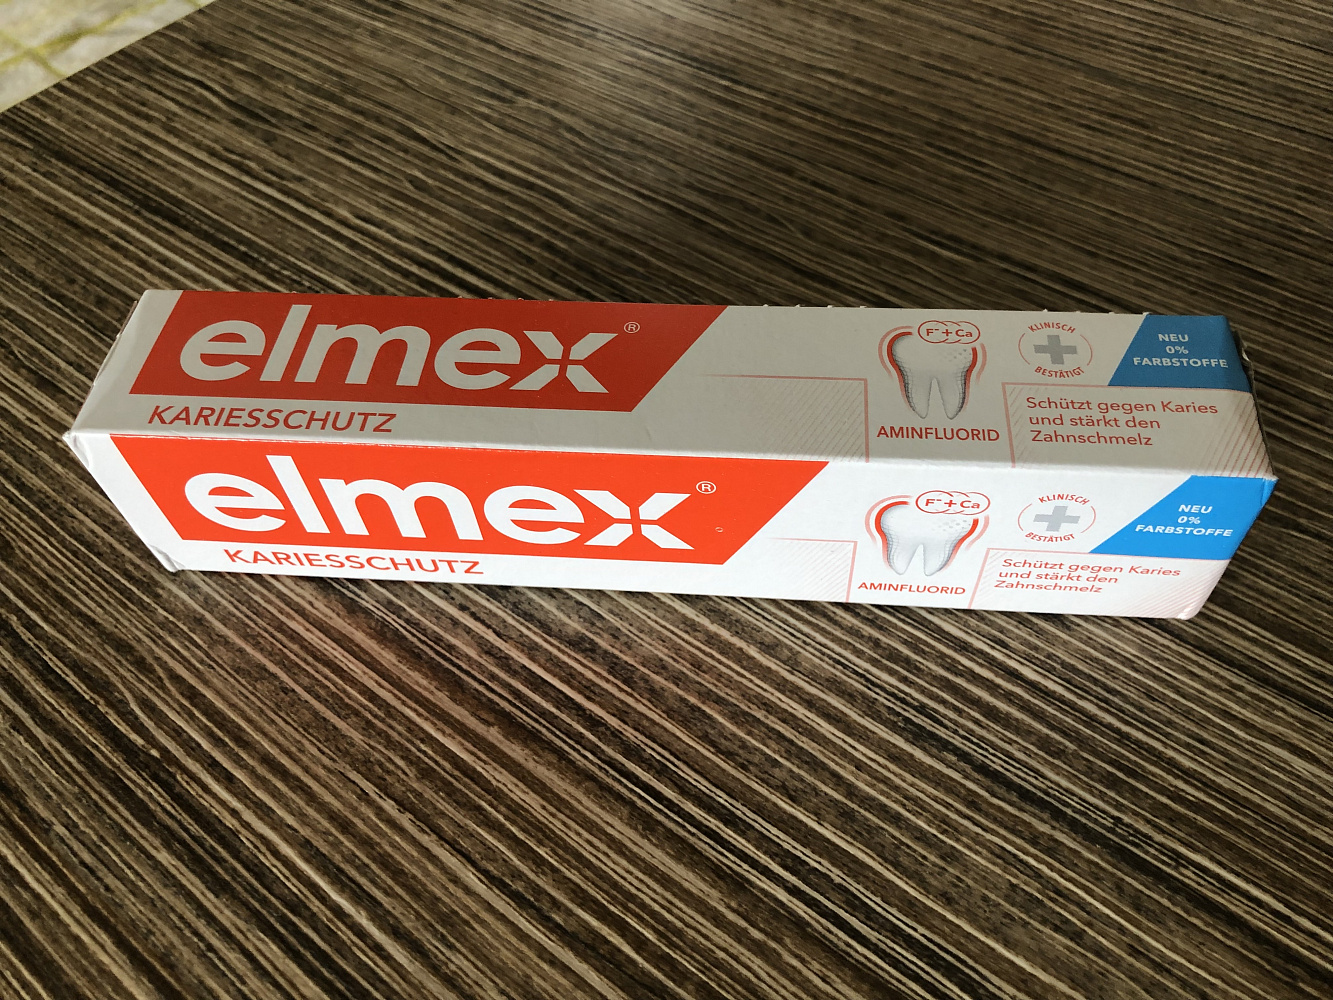 elmex®
KARIESSCHUTZ
F⁻+Ca
AMINFLUORID
KLINISCH
BESTÄTIGT
NEU
0%
FARBSTOFFE
Schützt gegen Karies
und stärkt den
Zahnschmelz
elmex®
KARIESSCHUTZ
F⁻+Ca
AMINFLUORID
KLINISCH
BESTÄTIGT
NEU
0%
FARBSTOFFE
Schützt gegen Karies
und stärkt den
Zahnschmelz